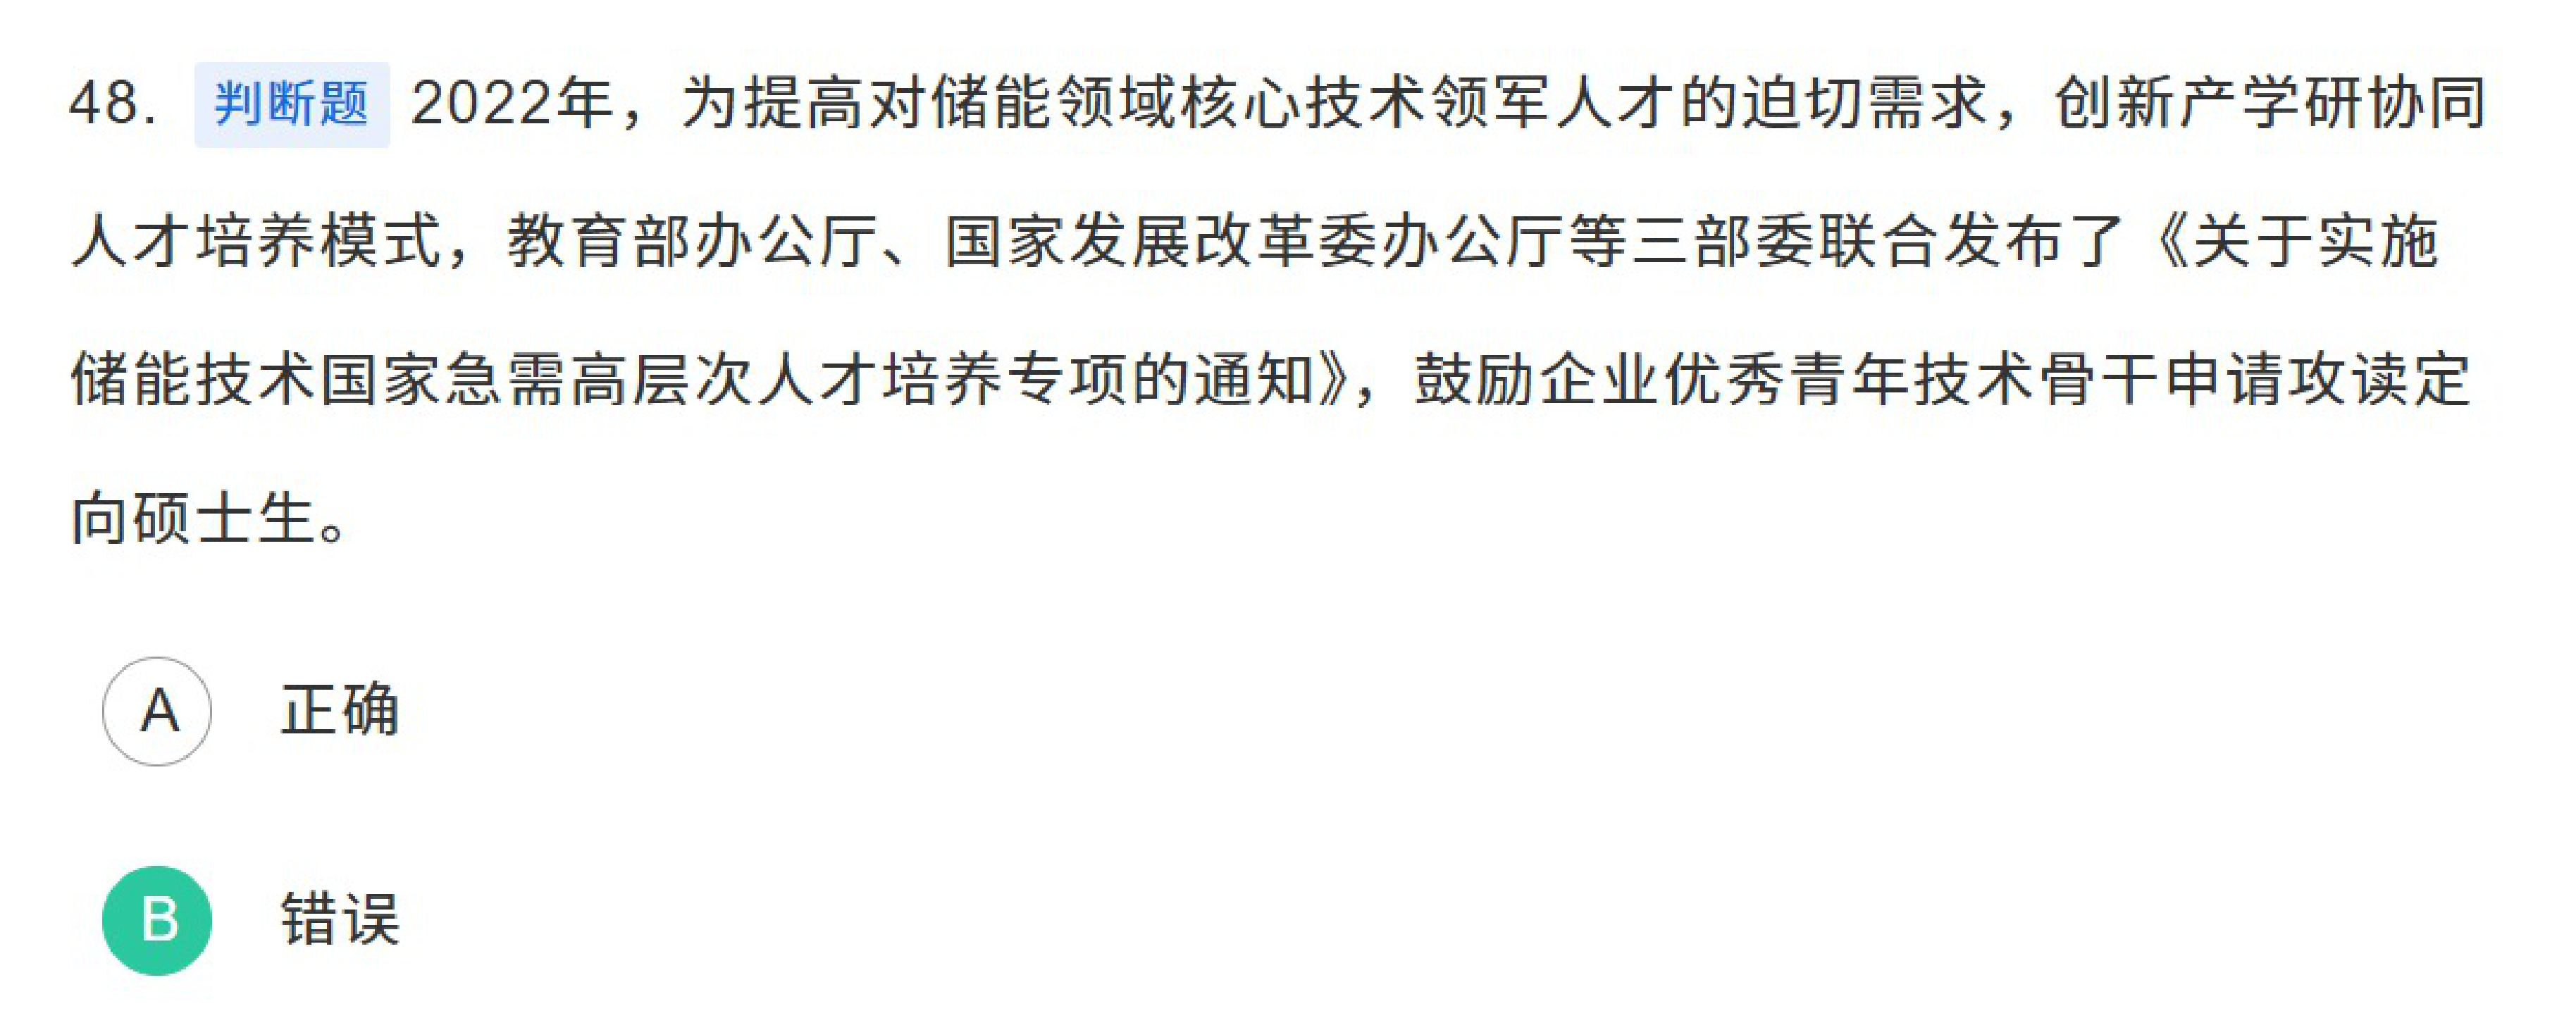 48. 判断题 2022年，为提高对储能领域核心技术领军人才的迫切需求，创新产学研协同
人才培养模式，教育部办公厅、国家发展改革委办公厅等三部委联合发布了《关于实施
储能技术国家急需高层次人才培养专项的通知》，鼓励企业优秀青年技术骨干申请攻读定
向硕士生。
A 正确
B 错误